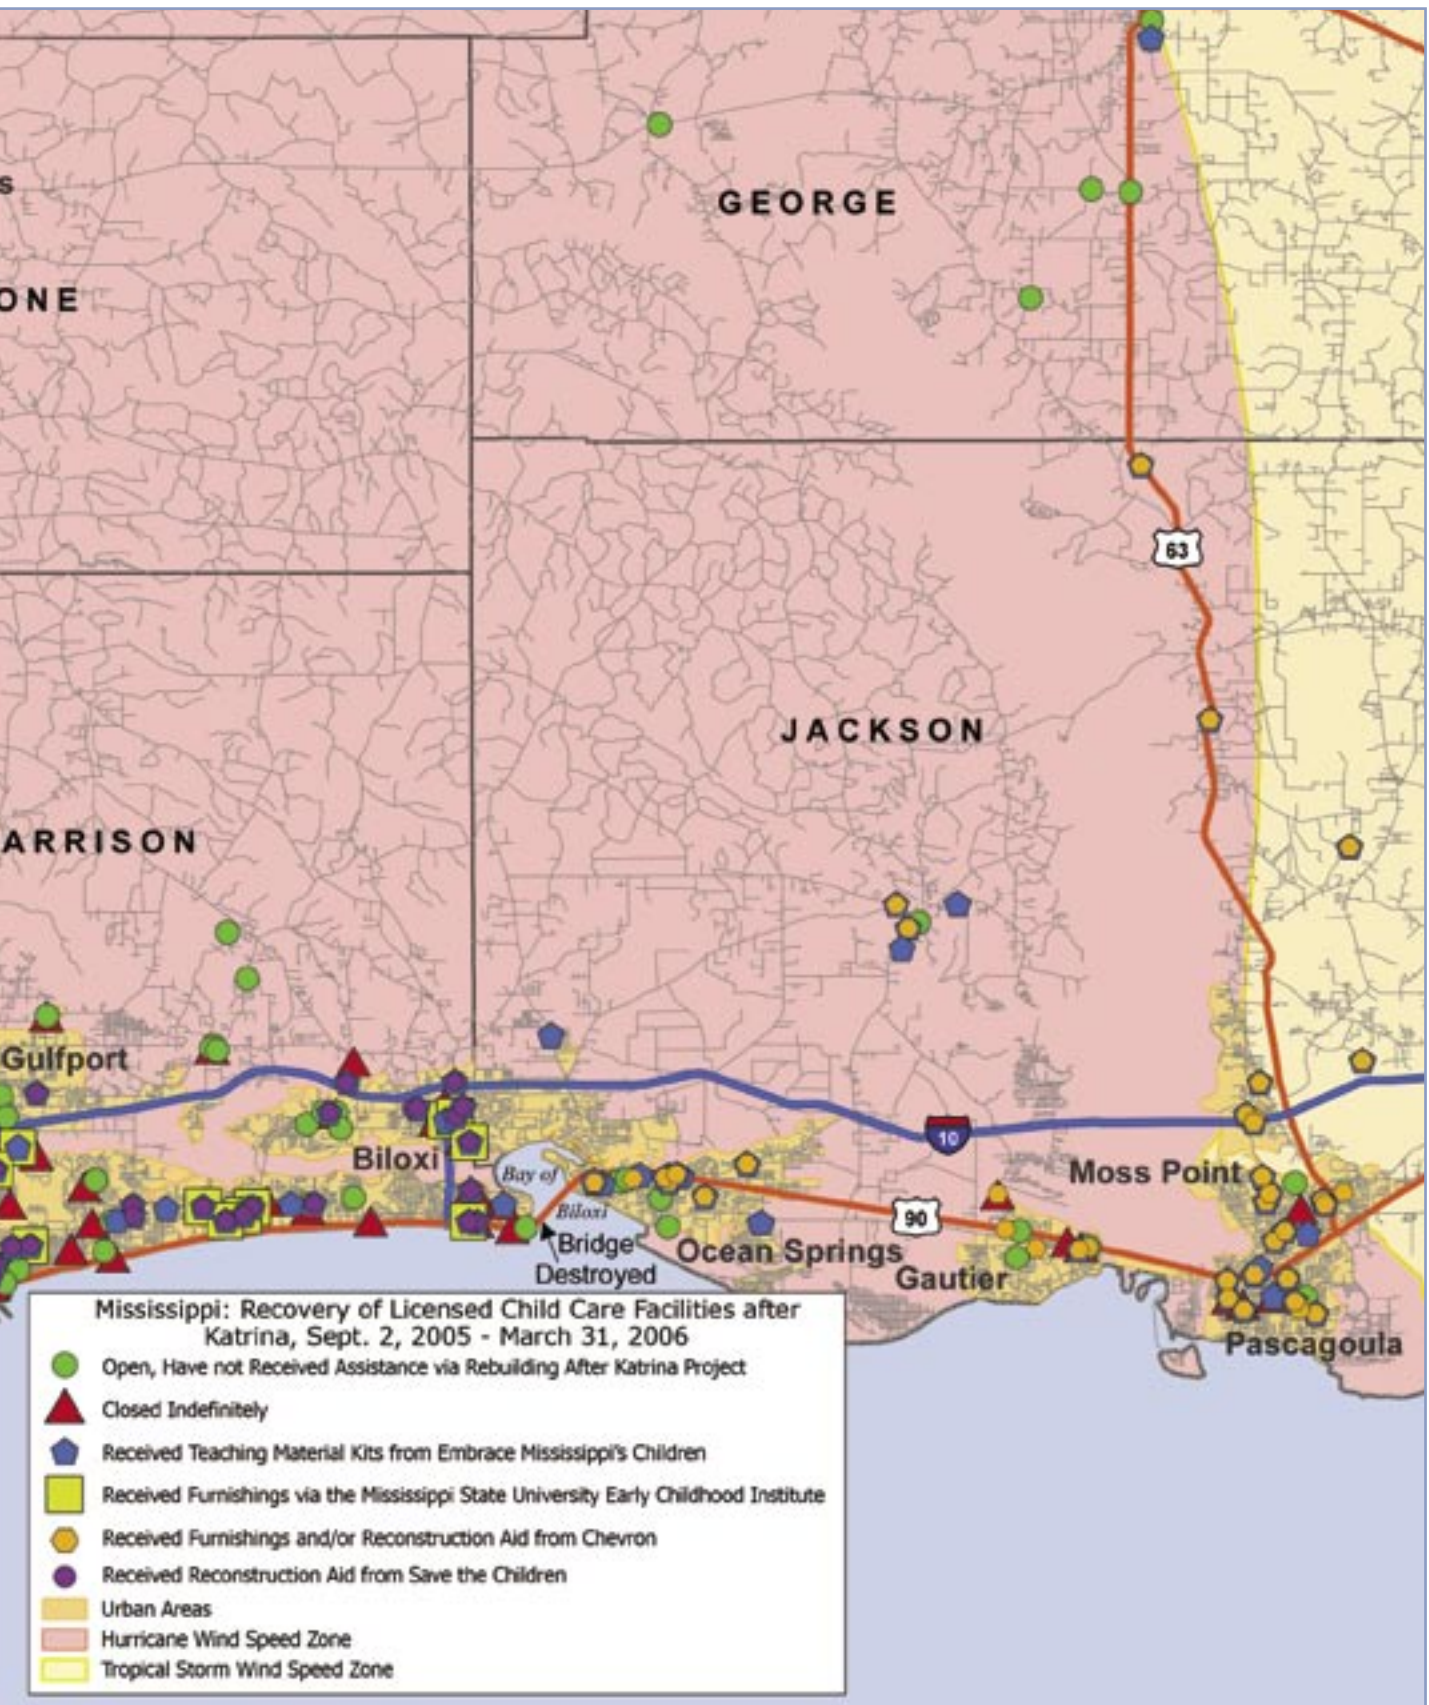 S
GEORGE
ONE
63
JACKSON
ARRISON
Gulfport
10
Biloxi
Bay of
Biloxi
Moss Point
90
Bridge
Destroyed
Ocean Springs
Gautier
Pascagoula
Mississippi: Recovery of Licensed Child Care Facilities after
Katrina, Sept. 2, 2005 - March 31, 2006
Open, Have not Received Assistance via Rebuilding After Katrina Project
Closed Indefinitely
Received Teaching Material Kits from Embrace Mississippi's Children
Received Furnishings via the Mississippi State University Early Childhood Institute
Received Furnishings and/or Reconstruction Aid from Chevron
Received Reconstruction Aid from Save the Children
Urban Areas
Hurricane Wind Speed Zone
Tropical Storm Wind Speed Zone